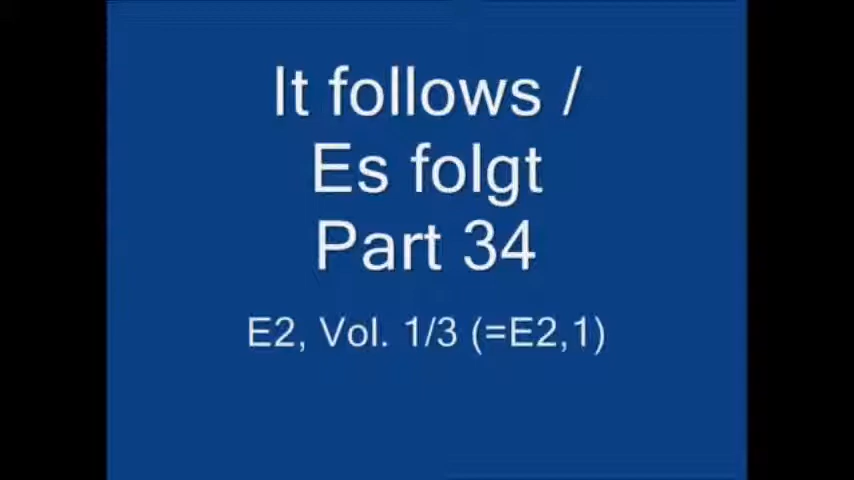 It follows /
Es folgt
Part 34
E2, Vol. 1/3 (=E2,1)